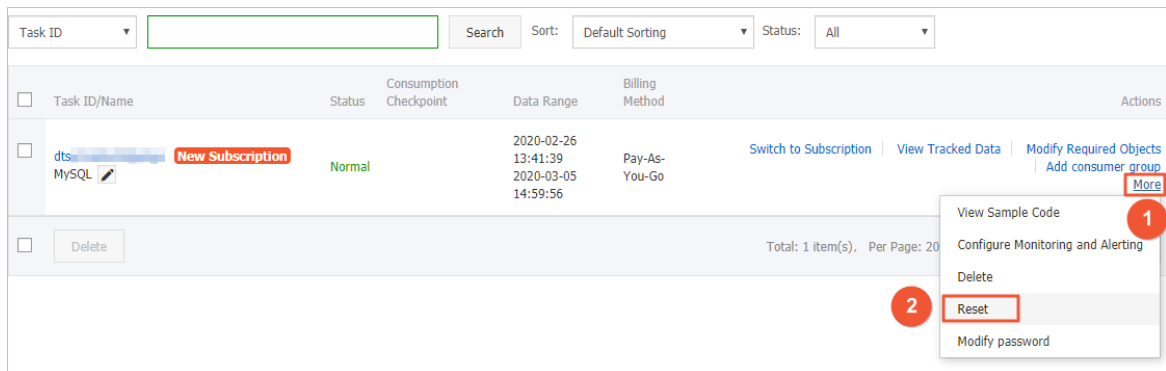 Task ID
Search
Sort:
Default Sorting
Status:
All
Task ID/Name
Status
Consumption
Checkpoint
Data Range
Billing
Method
Actions
dts
New Subscription
MySQL
Normal
2020-02-26
13:41:39
2020-03-05
14:59:56
Pay-As-
You-Go
Switch to Subscription
View Tracked Data
Modify Required Objects
Add consumer group
More
1
View Sample Code
Configure Monitoring and Alerting
Delete
2
Reset
Modify password
Delete
Total: 1 item(s), Per Page: 20